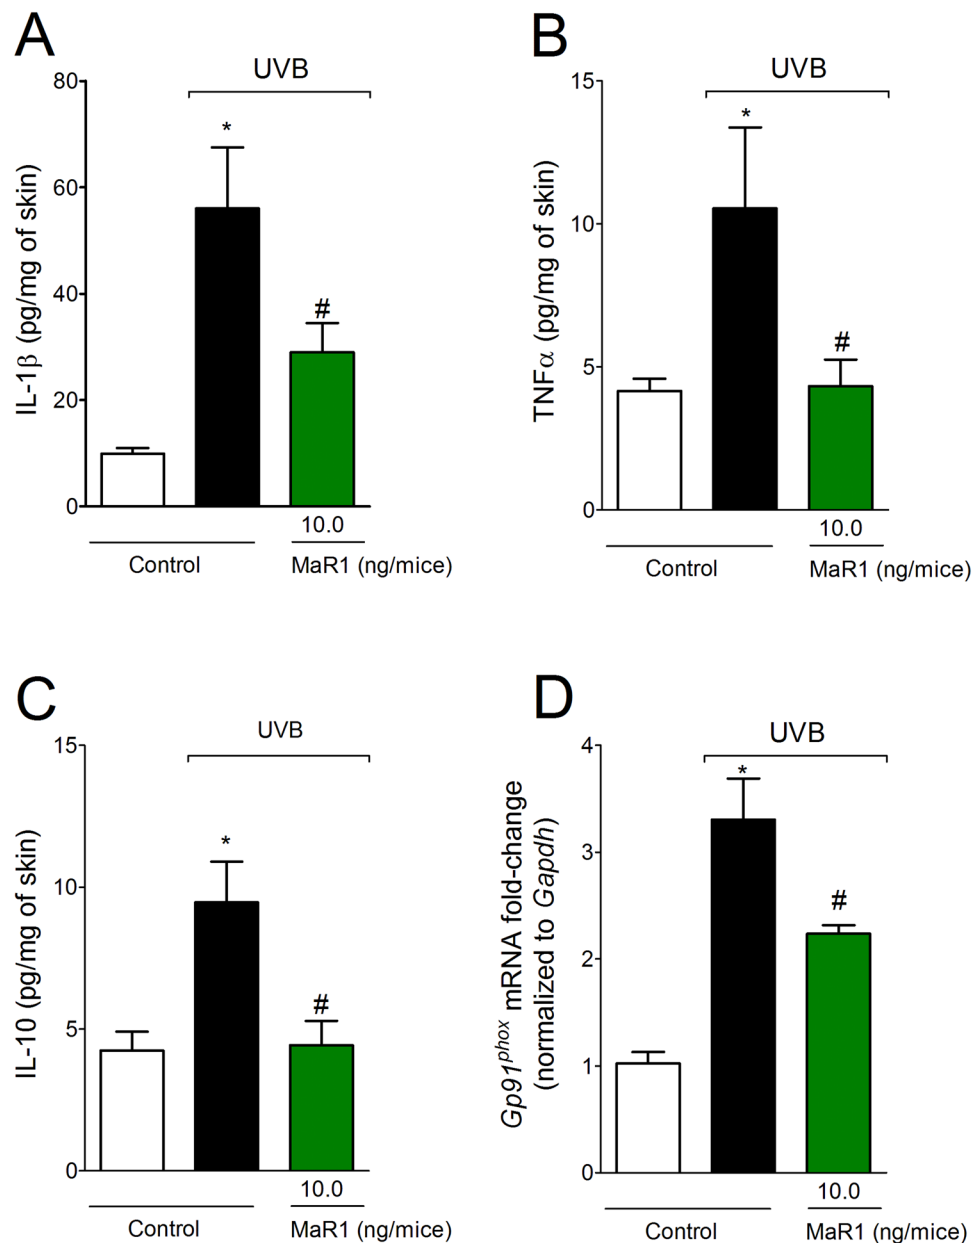 A
UVB
80
60
40
20
0
IL-1β (pg/mg of skin)
*
#
10.0
Control
MaR1 (ng/mice)
B
UVB
15
10
5
0
TNFα (pg/mg of skin)
*
#
10.0
Control
MaR1 (ng/mice)
C
UVB
15
10
5
0
IL-10 (pg/mg of skin)
*
#
10.0
Control
MaR1 (ng/mice)
D
UVB
4
3
2
1
0
Gp91phox mRNA fold-change
(normalized to Gapdh)
*
#
10.0
Control
MaR1 (ng/mice)